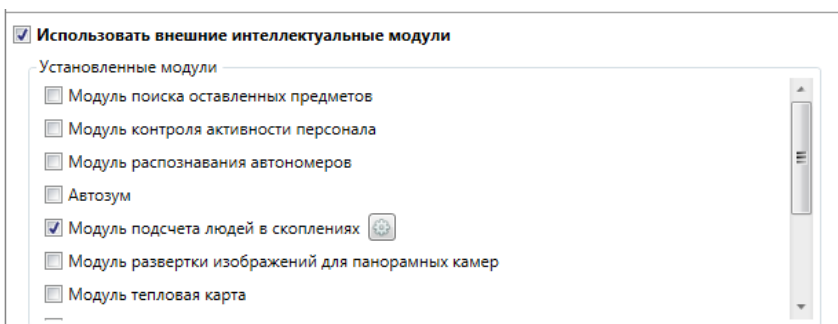 Использовать внешние интеллектуальные модули
Установленные модули
Модуль поиска оставленных предметов
Модуль контроля активности персонала
Модуль распознавания автономеров
Автозум
Модуль подсчета людей в скоплениях
Модуль развертки изображений для панорамных камер
Модуль тепловая карта